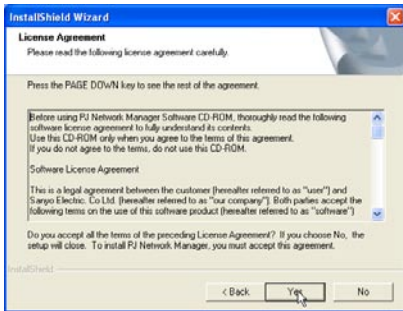 InstallShield Wizard
License Agreement
Please read the following license agreement carefully.
Press the PAGE DOWN key to see the rest of the agreement.
Before using PJ Network Manager Software CD-ROM, thoroughly read the following
software license agreement to fully understand its contents.
Use this CD-ROM only when you agree to the terms of this agreement.
If you do not agree to the terms, do not use this CD-ROM.
Software License Agreement
This is a legal agreement between the customer (hereafter referred to as "user") and
Sanyo Electric. Co Ltd. (hereafter referred to as "our company"). Both parties accept the
following terms on the use of this software product (hereafter referred to as "software")
Do you accept all the terms of the preceding License Agreement? If you choose No, the
setup will close. To install PJ Network Manager, you must accept this agreement.
InstallShield
< Back Yes No